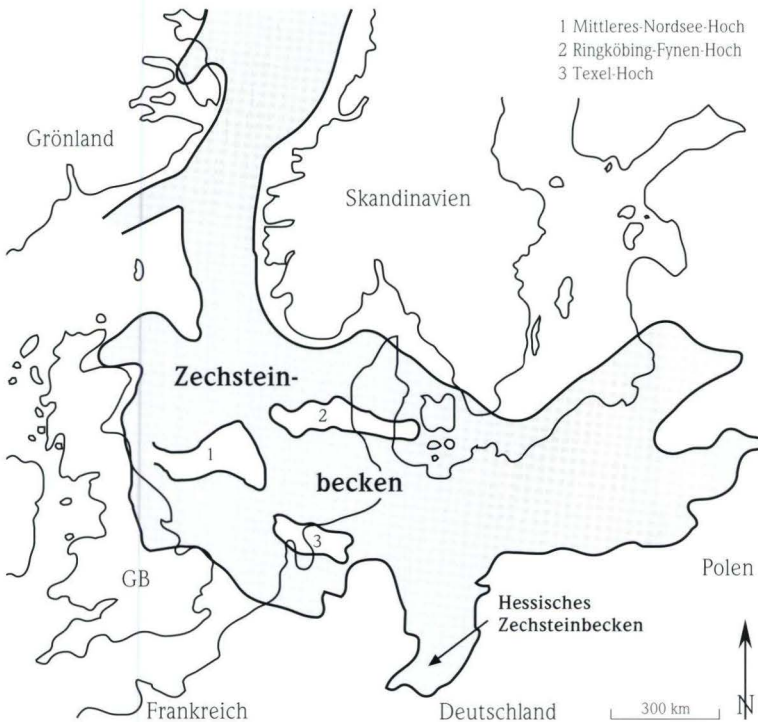 1 Mittleres-Nordsee-Hoch
2 Ringköbing-Fynen-Hoch
3 Texel-Hoch
Grönland
Skandinavien
Zechstein-
2
1
becken
3
GB
Polen
Hessisches
Zechsteinbecken
Frankreich
Deutschland
300 km
N